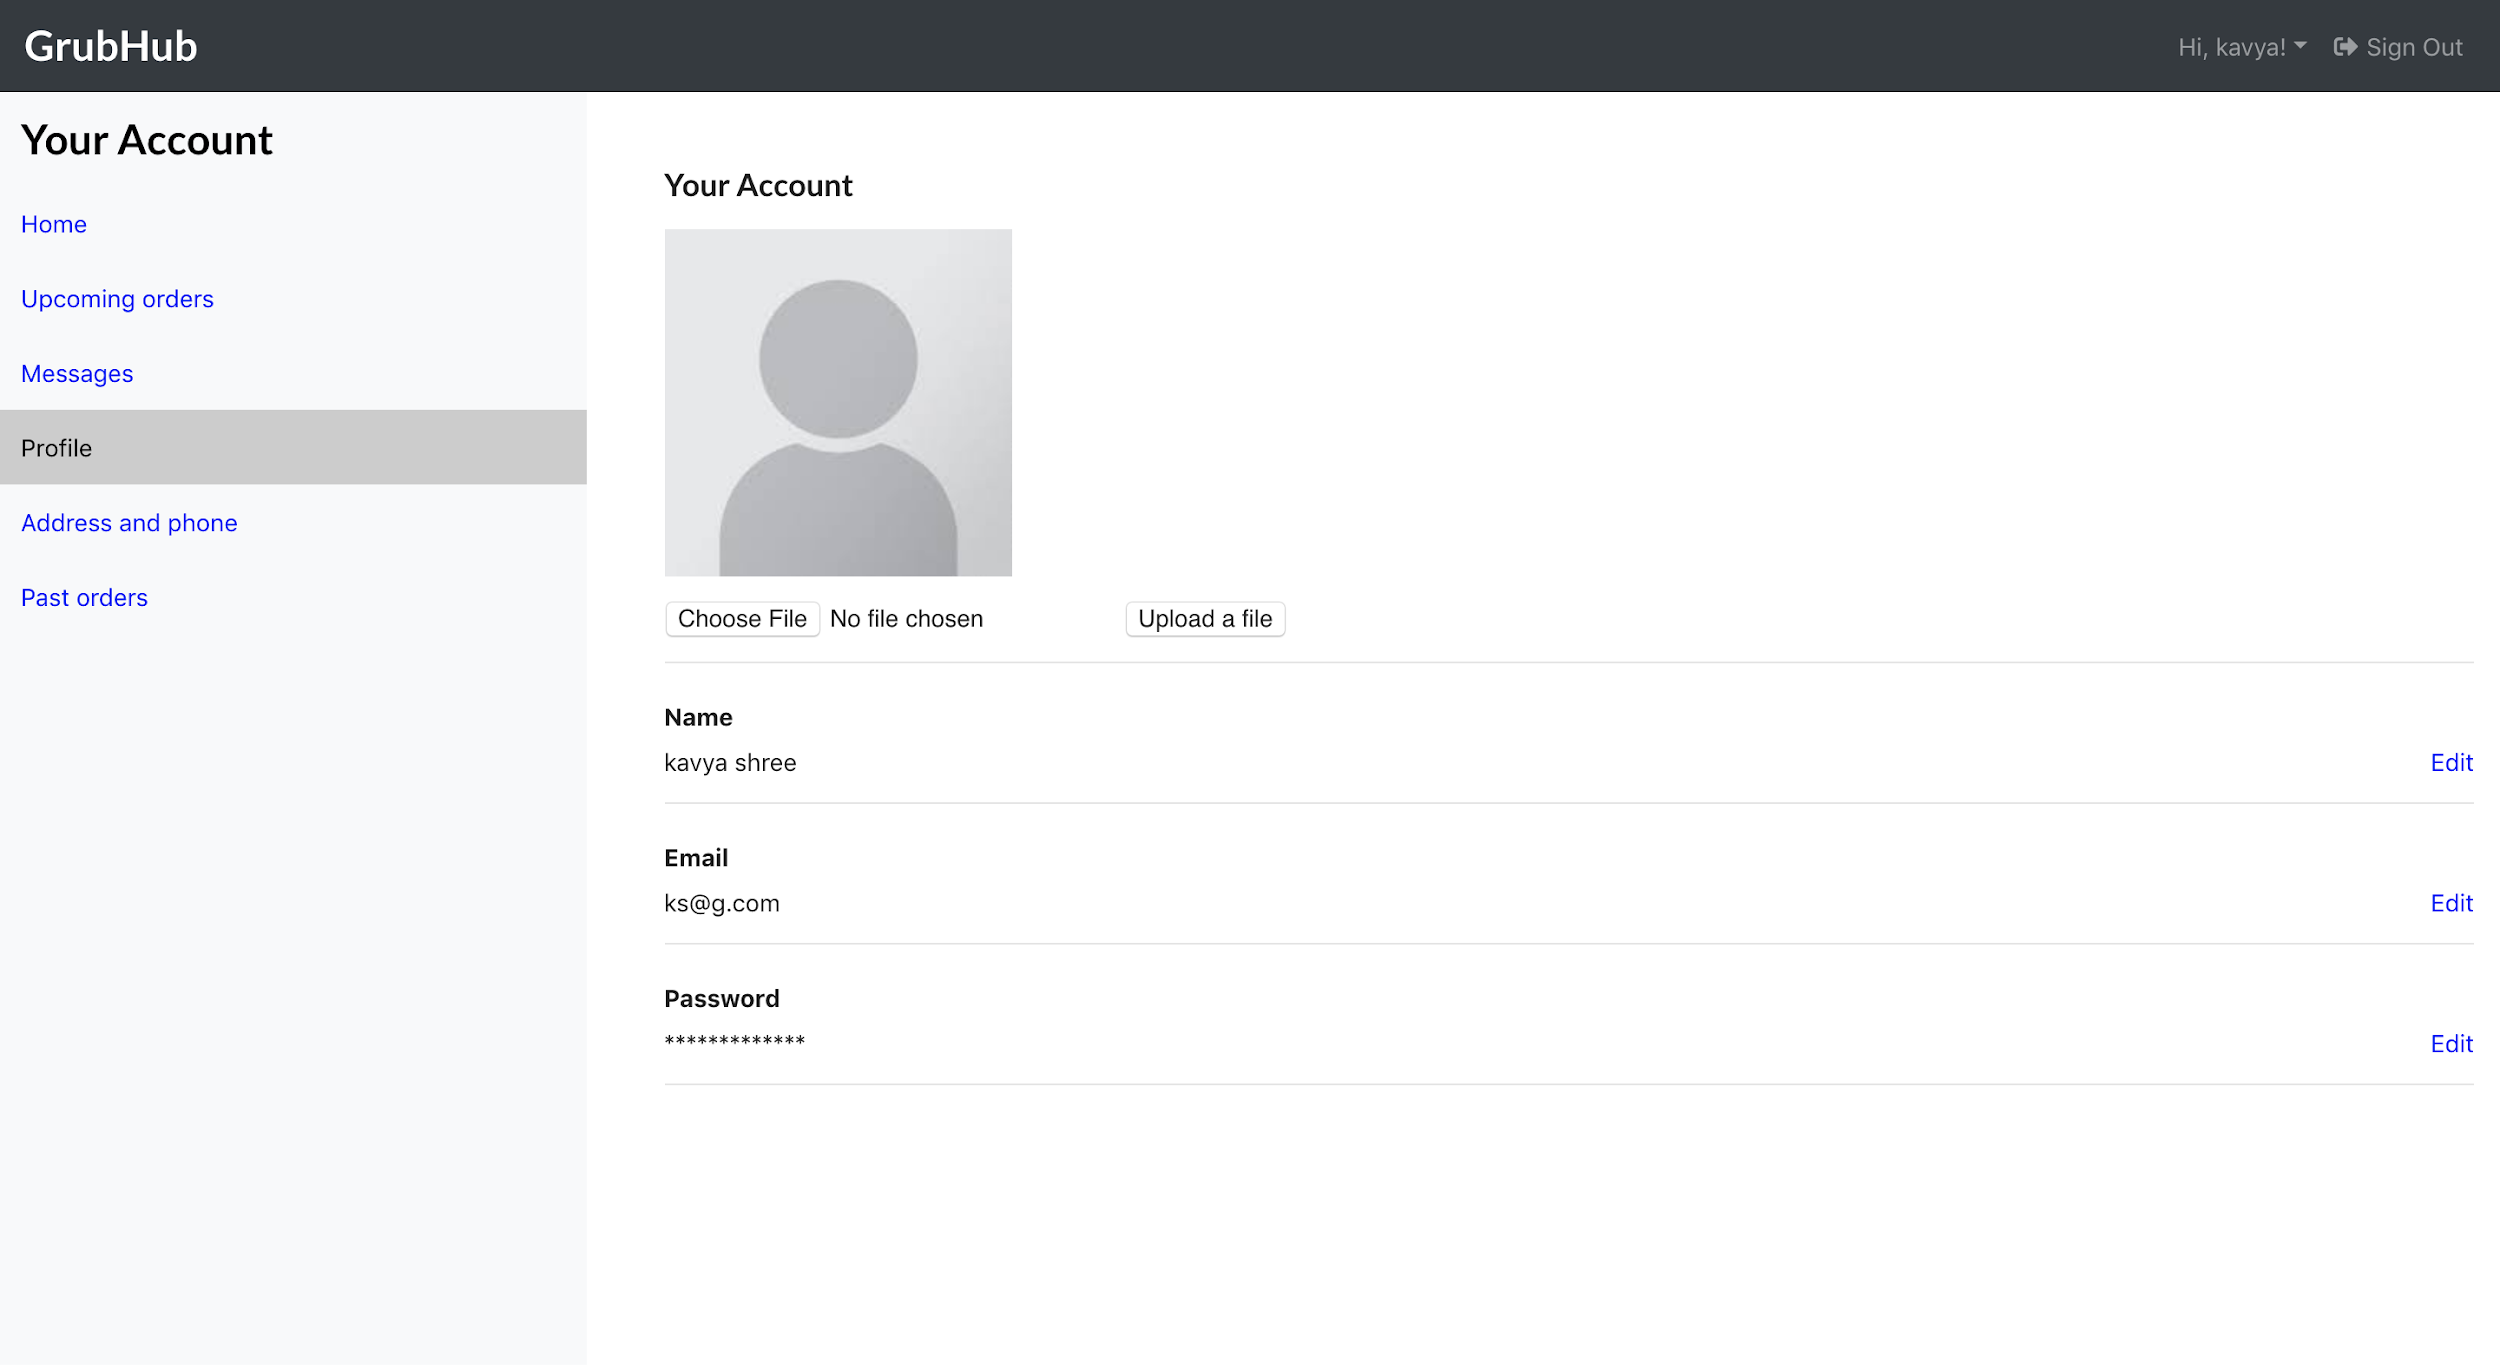 GrubHub
Hi, kavya!
Sign Out
Your Account
Home
Upcoming orders
Messages
Profile
Address and phone
Past orders
Your Account
Choose File No file chosen Upload a file
Name
kavya shree Edit
Email
ks@g.com Edit
Password
************* Edit